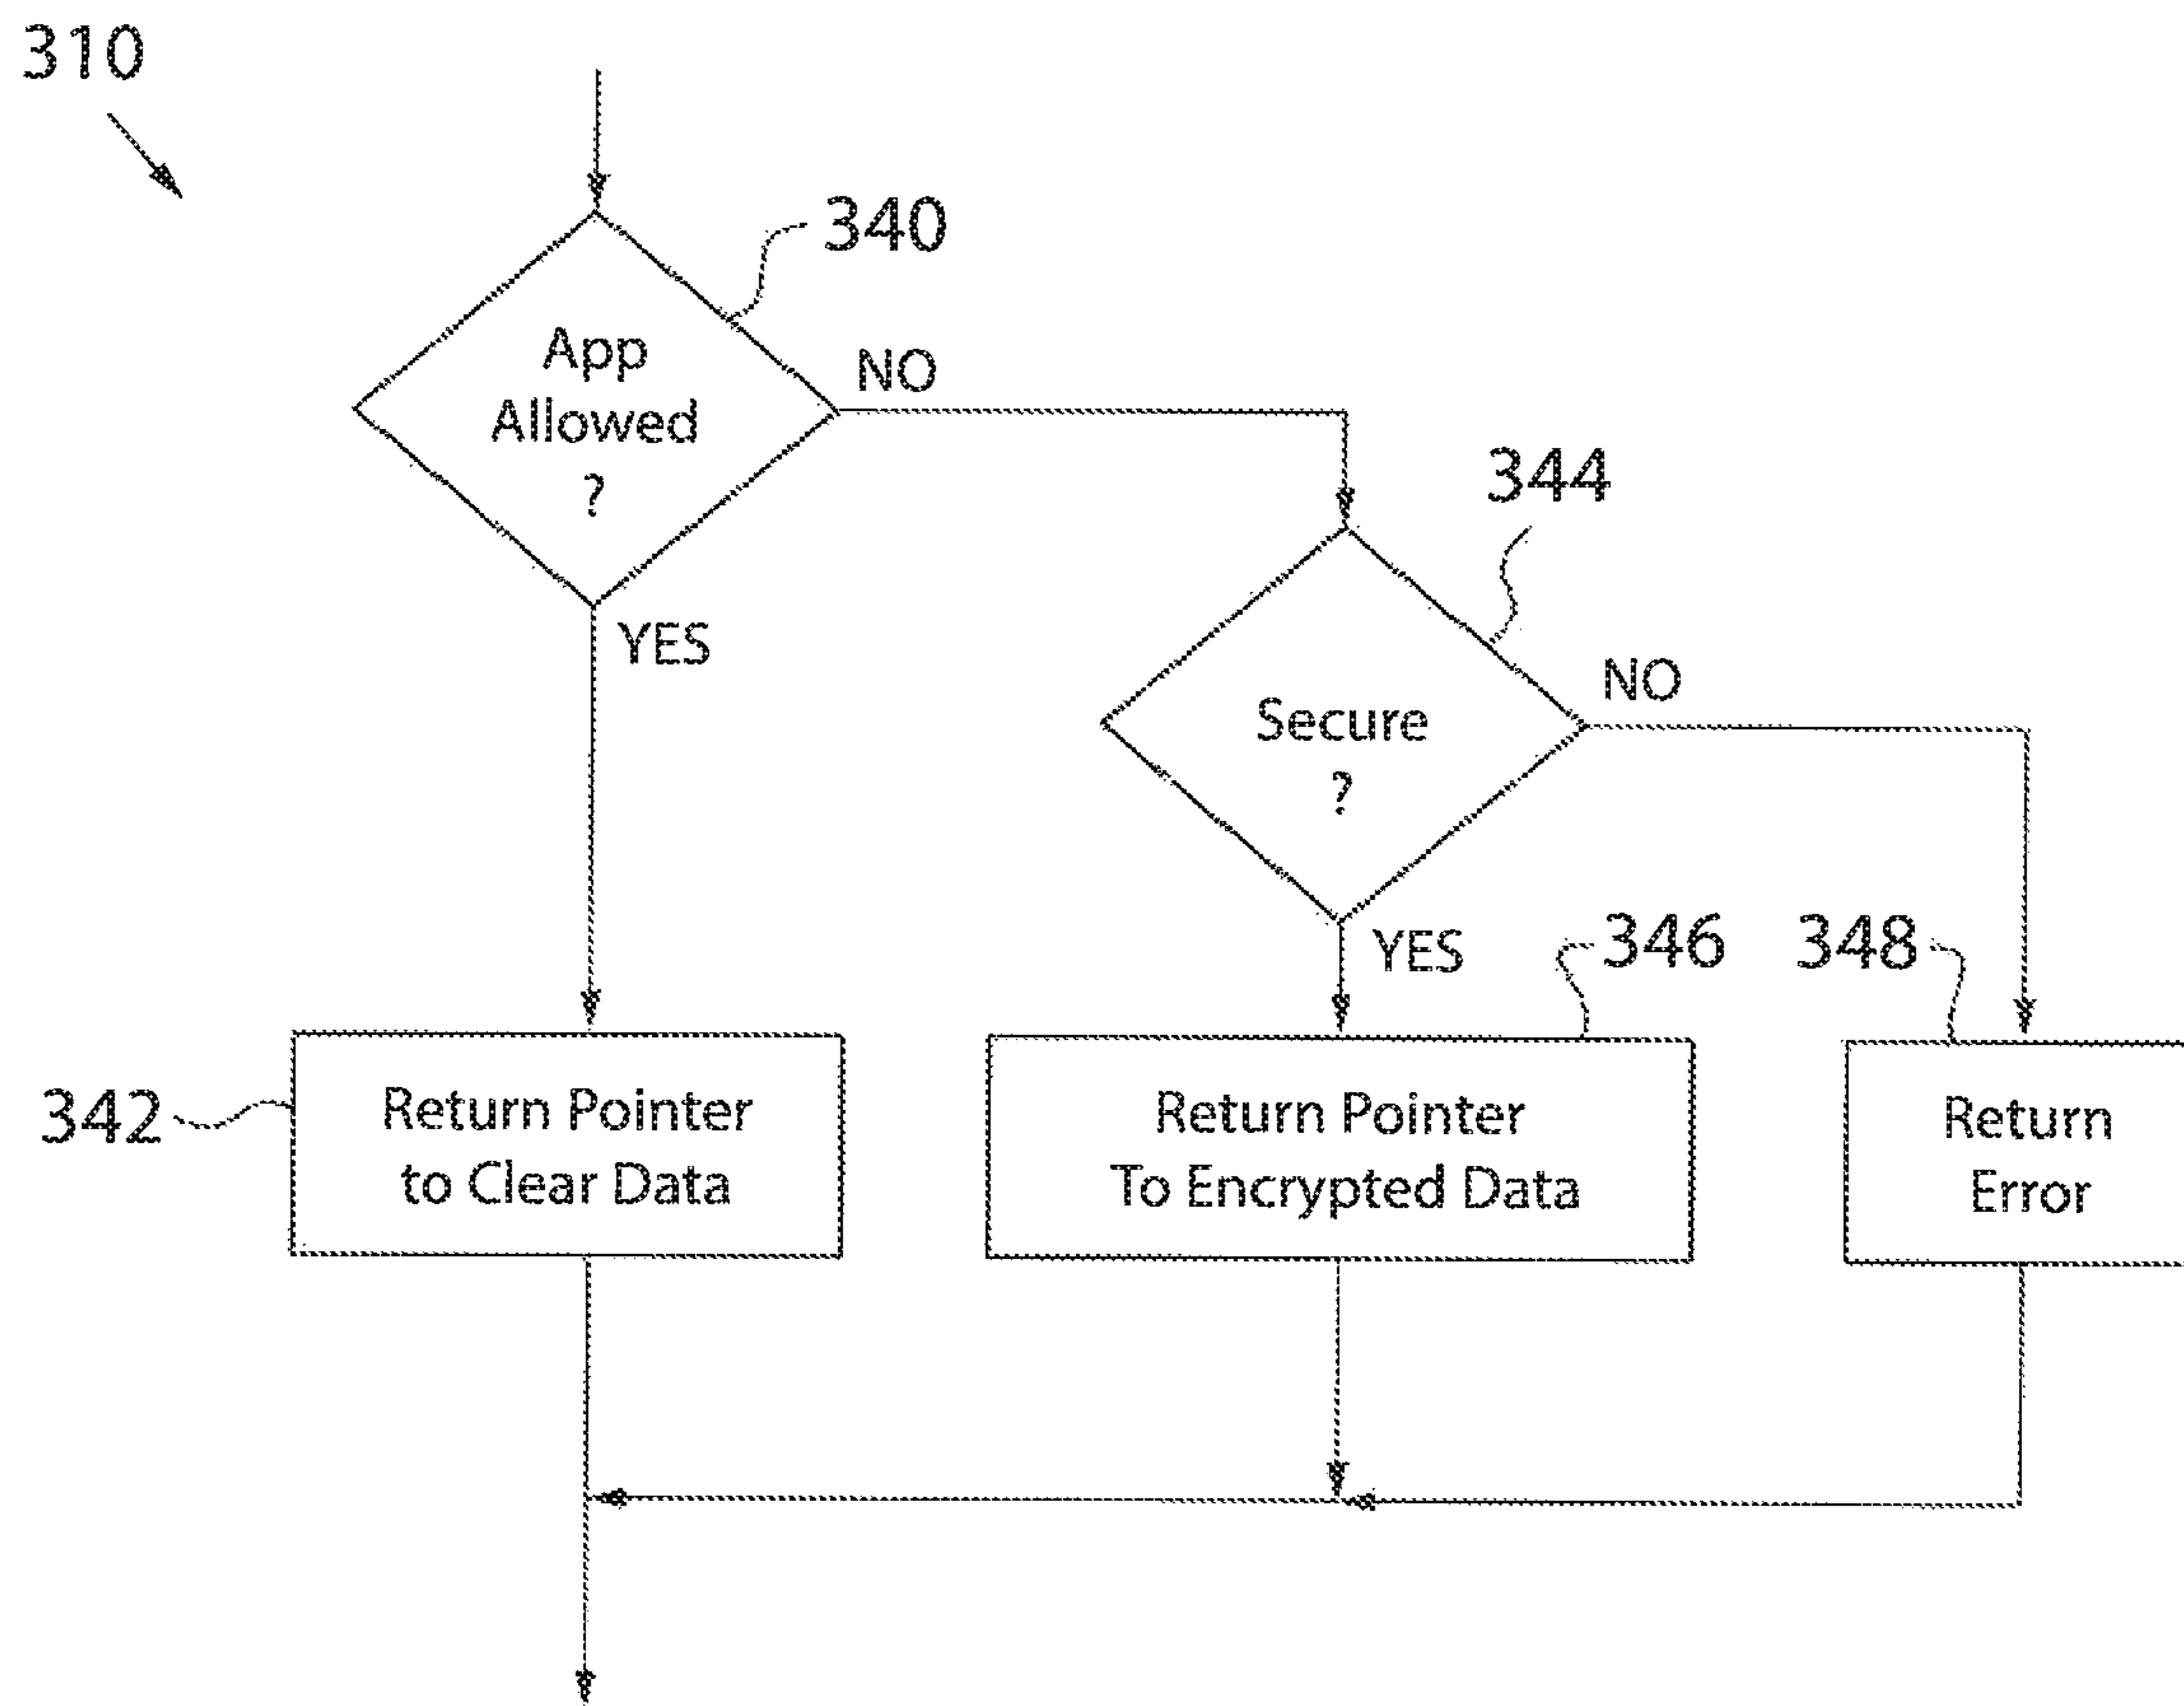 310
340
App
Allowed
?
NO
YES
344
Secure
?
NO
YES
346
348
342
Return Pointer
to Clear Data
Return Pointer
To Encrypted Data
Return
Error